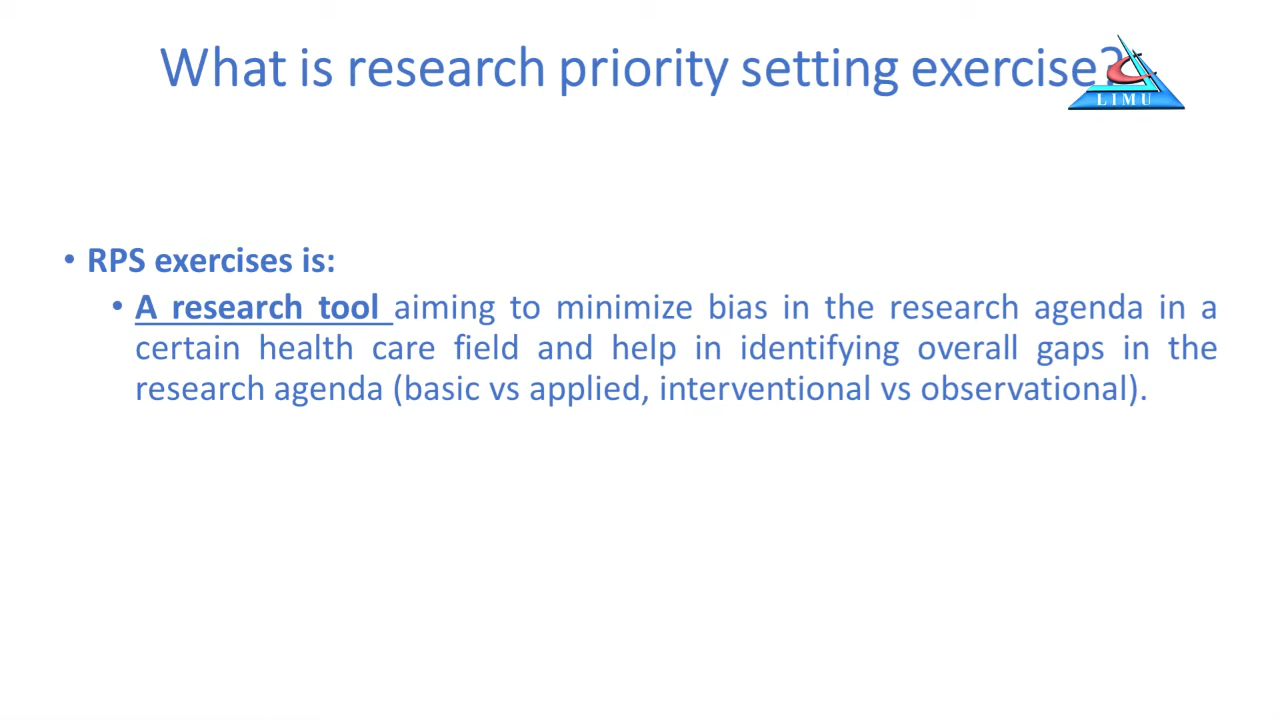 What is research priority setting exercise?
LIMU
• RPS exercises is:
• A research tool aiming to minimize bias in the research agenda in a
certain health care field and help in identifying overall gaps in the
research agenda (basic vs applied, interventional vs observational).